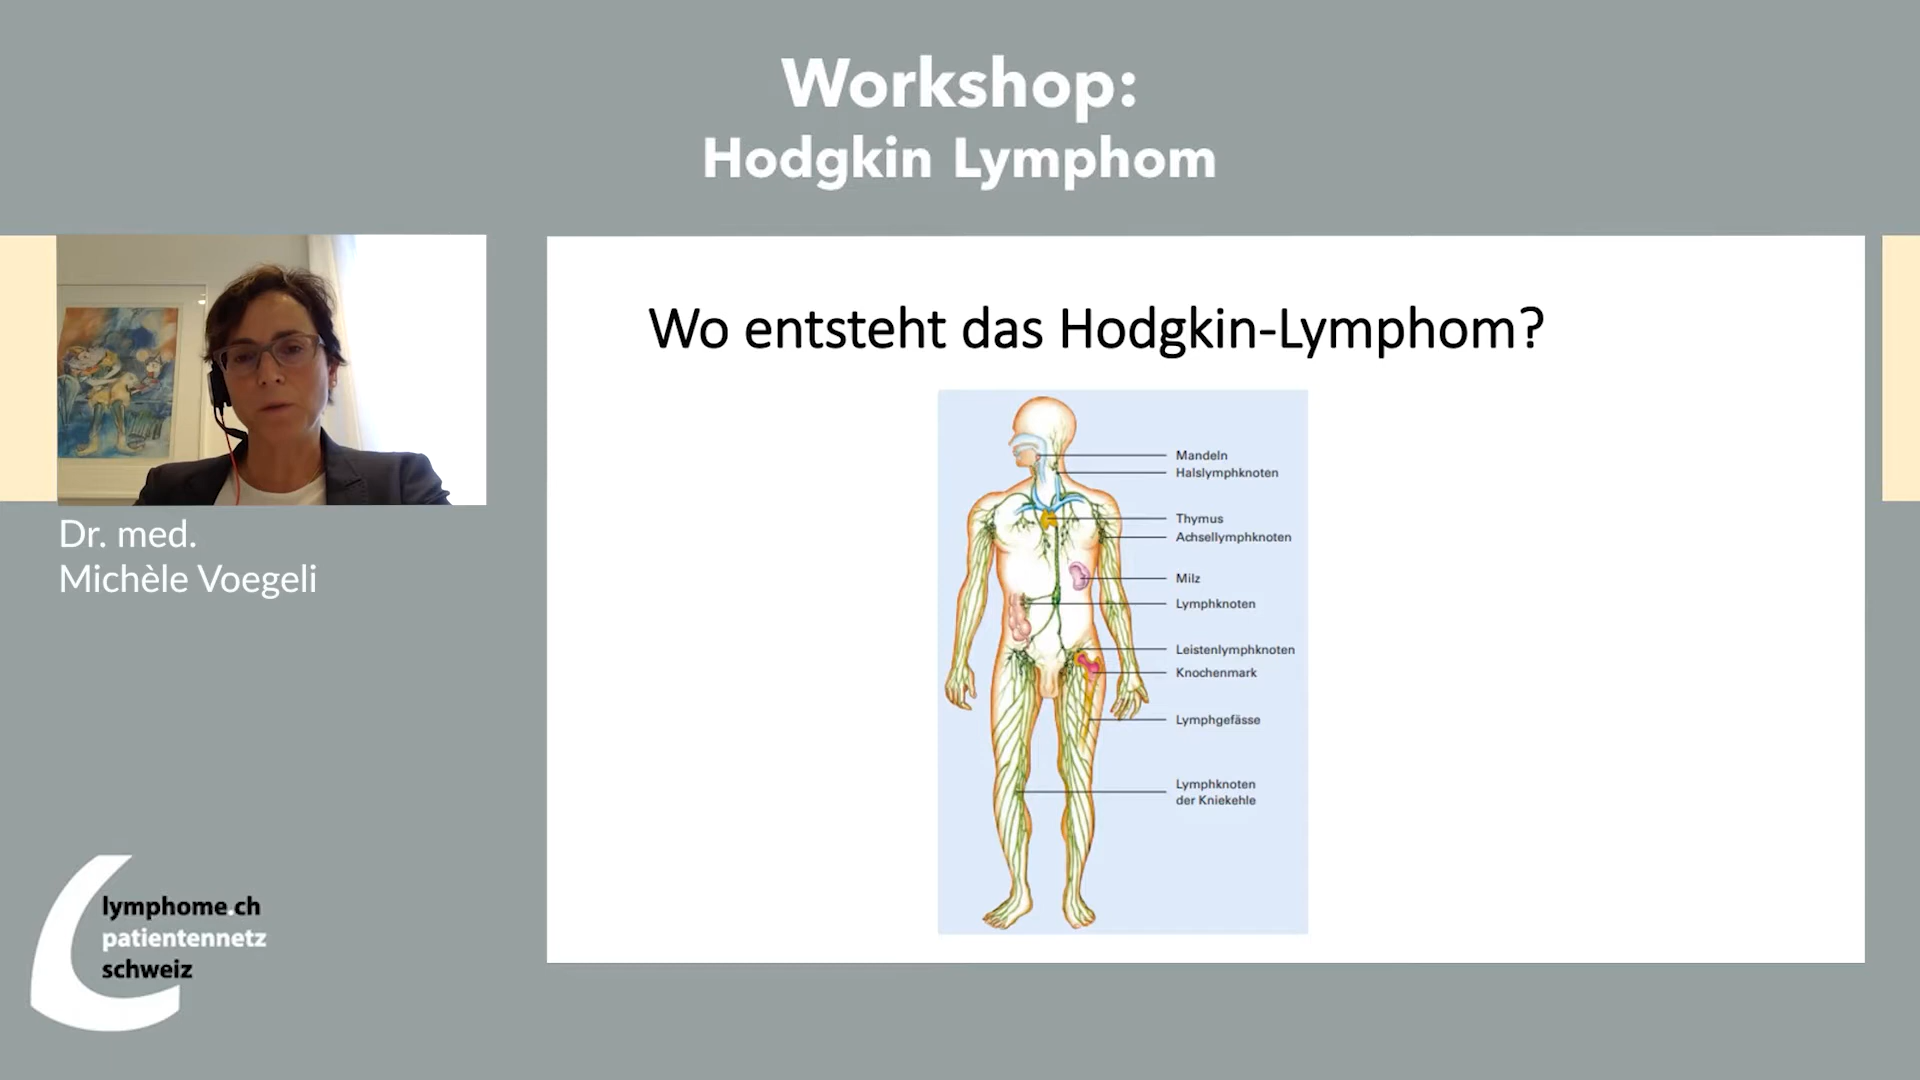 Workshop:
Hodgkin Lymphom
Dr. med.
Michèle Voegeli
Wo entsteht das Hodgkin-Lymphom?
Mandeln
Halslymphknoten
Thymus
Achsellymphknoten
Milz
Lymphknoten
Leistenlymphknoten
Knochenmark
Lymphgefässe
Lymphknoten
der Kniekehle
lymphome.ch
patientennetz
schweiz